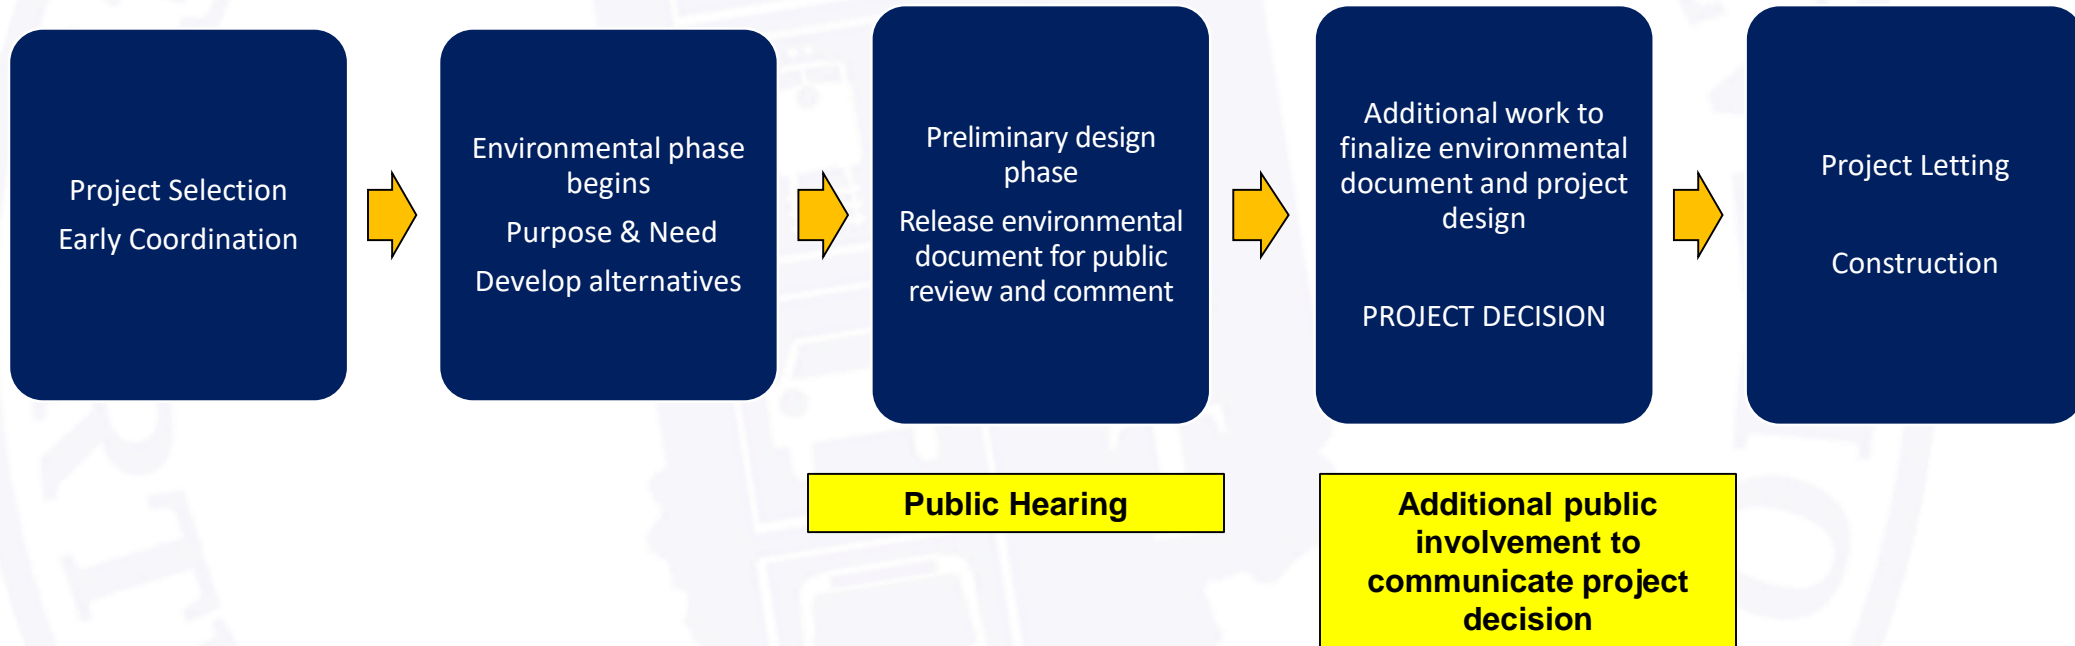 Project Selection
Early Coordination
Environmental phase
begins
Purpose & Need
Develop alternatives
Preliminary design
phase
Release environmental
document for public
review and comment
Additional work to
finalize environmental
document and project
design
PROJECT DECISION
Project Letting
Construction
Public Hearing
Additional public
involvement to
communicate project
decision